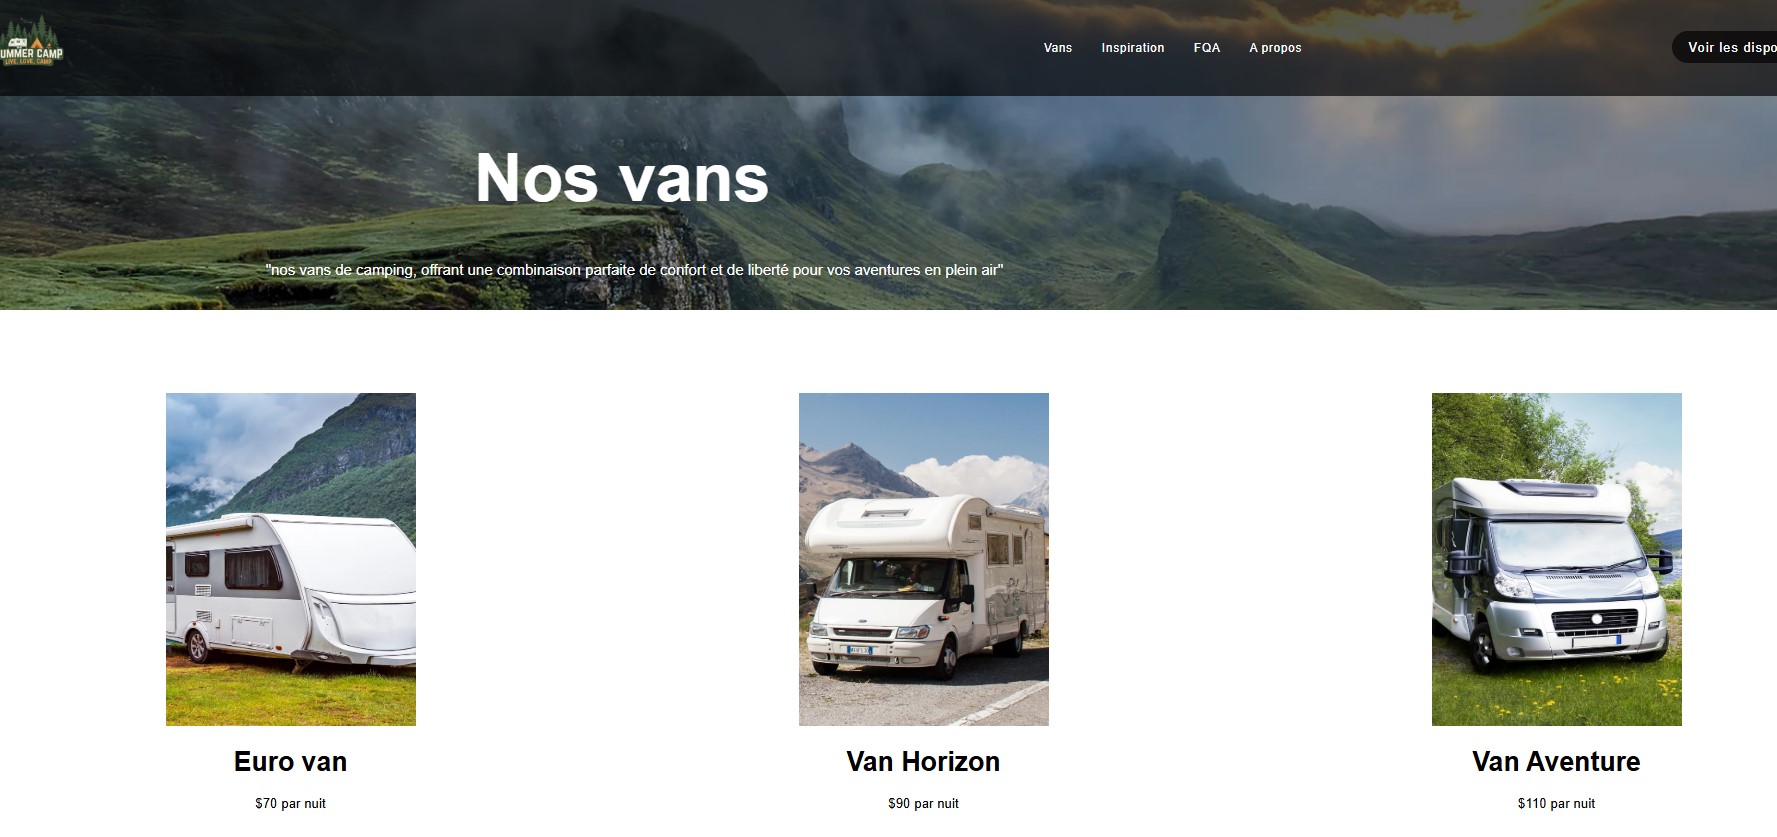 UMMER CAMP
LIVE, LOVE, CAMP
Vans Inspiration FQA A propos Voir les dispo
Nos vans
"nos vans de camping, offrant une combinaison parfaite de confort et de liberté pour vos aventures en plein air"
Euro van Van Horizon Van Aventure
$70 par nuit $90 par nuit $110 par nuit